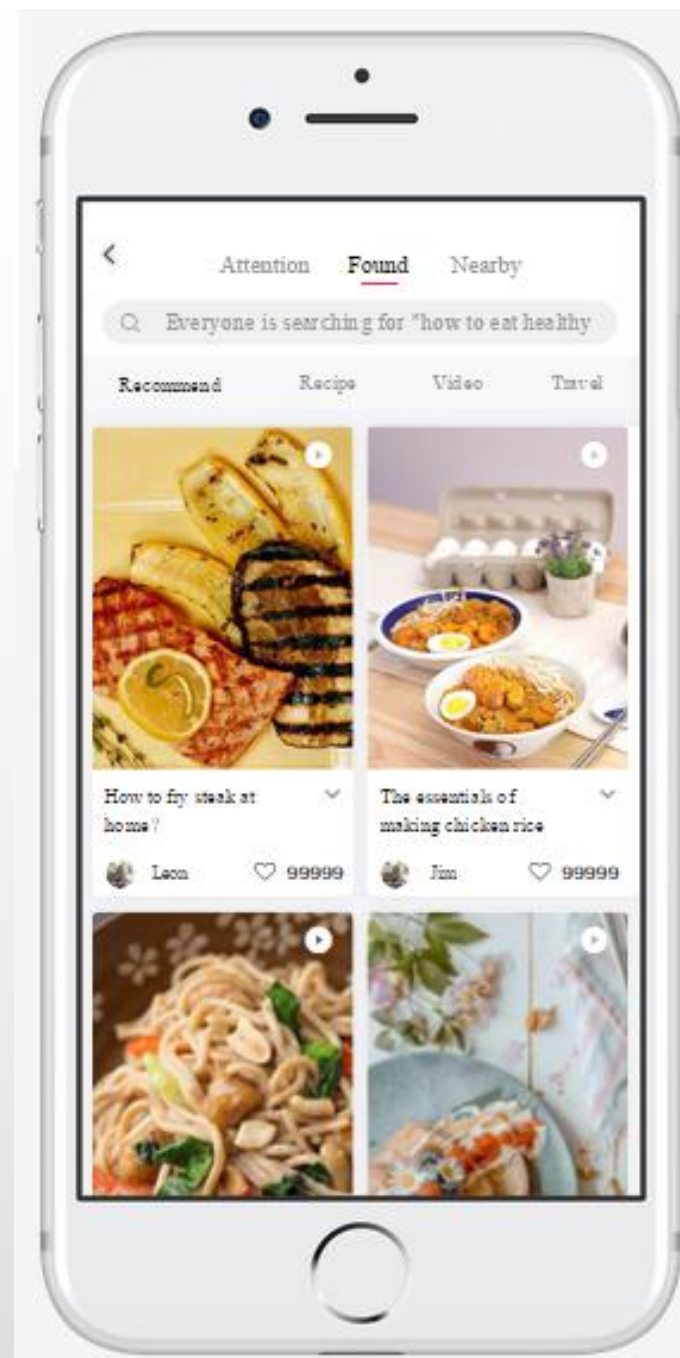 Attention Found Nearby
Everyone is searching for "how to eat healthy
Recommend Recipe Video Travel
How to fry steak at
home?
Leon 99999
The essentials of
making chicken rice
Jim 99999